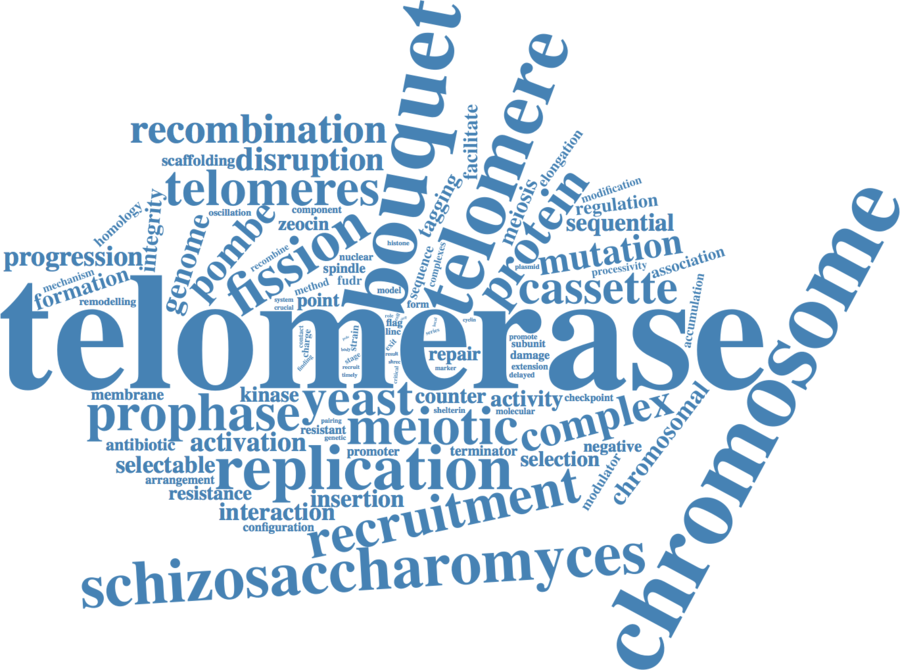 bouquet
telomere
recombination
facilitate
scaffolding
disruption
elongation
telomeres
tagging
meiosis
protein
modification
regulation
homology
integrity
oscillation
component
genome
pombe
zeocin
fission
sequential
histone
mutation
progression
recombine
nuclear
spindle
fudr
sequence
complexes
plasmid
processivity
association
mechanism
formation
remodelling
method
system
crucial
point
model
form
cassette
accumulation
chromosome
telomerase
contact
charge
strain
stage
recruit
timely
flag
linc
exit
result
critical
series
cyclin
repair
marker
promote
subunit
damage
extension
delayed
membrane
kinase
yeast
counter
activity
checkpoint
prophase
shelterin
molecular
complex
chromosomal
pairing
resistant
genetic
meiotic
antibiotic
activation
promoter
terminator
negative
selectable
replication
selection
arrangement
modulator
resistance
insertion
interaction
recruitment
configuration
schizosaccharomyces